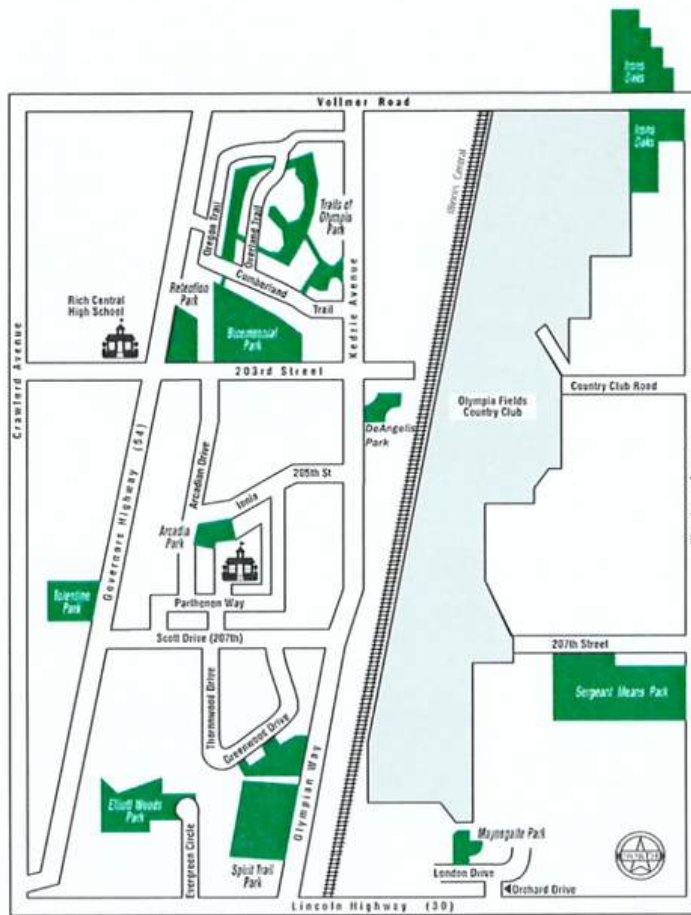 Irons
Oaks
Vollmer Road
Irons
Oaks
Illinois Central
Oregon Trail
Overland Trail
Trails of
Olympia
Park
Cumberland
Trail
Retention
Park
Rich Central
High School
Bicentennial
Park
Kedzie Avenue
Crawford Avenue
203rd Street
Country Club Road
Olympia Fields
Country Club
DeAngelis
Park
Governors Highway (54)
Arcadian Drive
205th St
Ionia
Arcadia
Park
Tolentine
Park
Parthenon Way
Scott Drive (207th)
207th Street
Thornwood Drive
Greenwood Drive
Sergeant Means Park
Olympian Way
Elliott Woods
Park
Evergreen Circle
Spirit Trail
Park
Maynegaite Park
London Drive
Orchard Drive
Lincoln Highway (30)